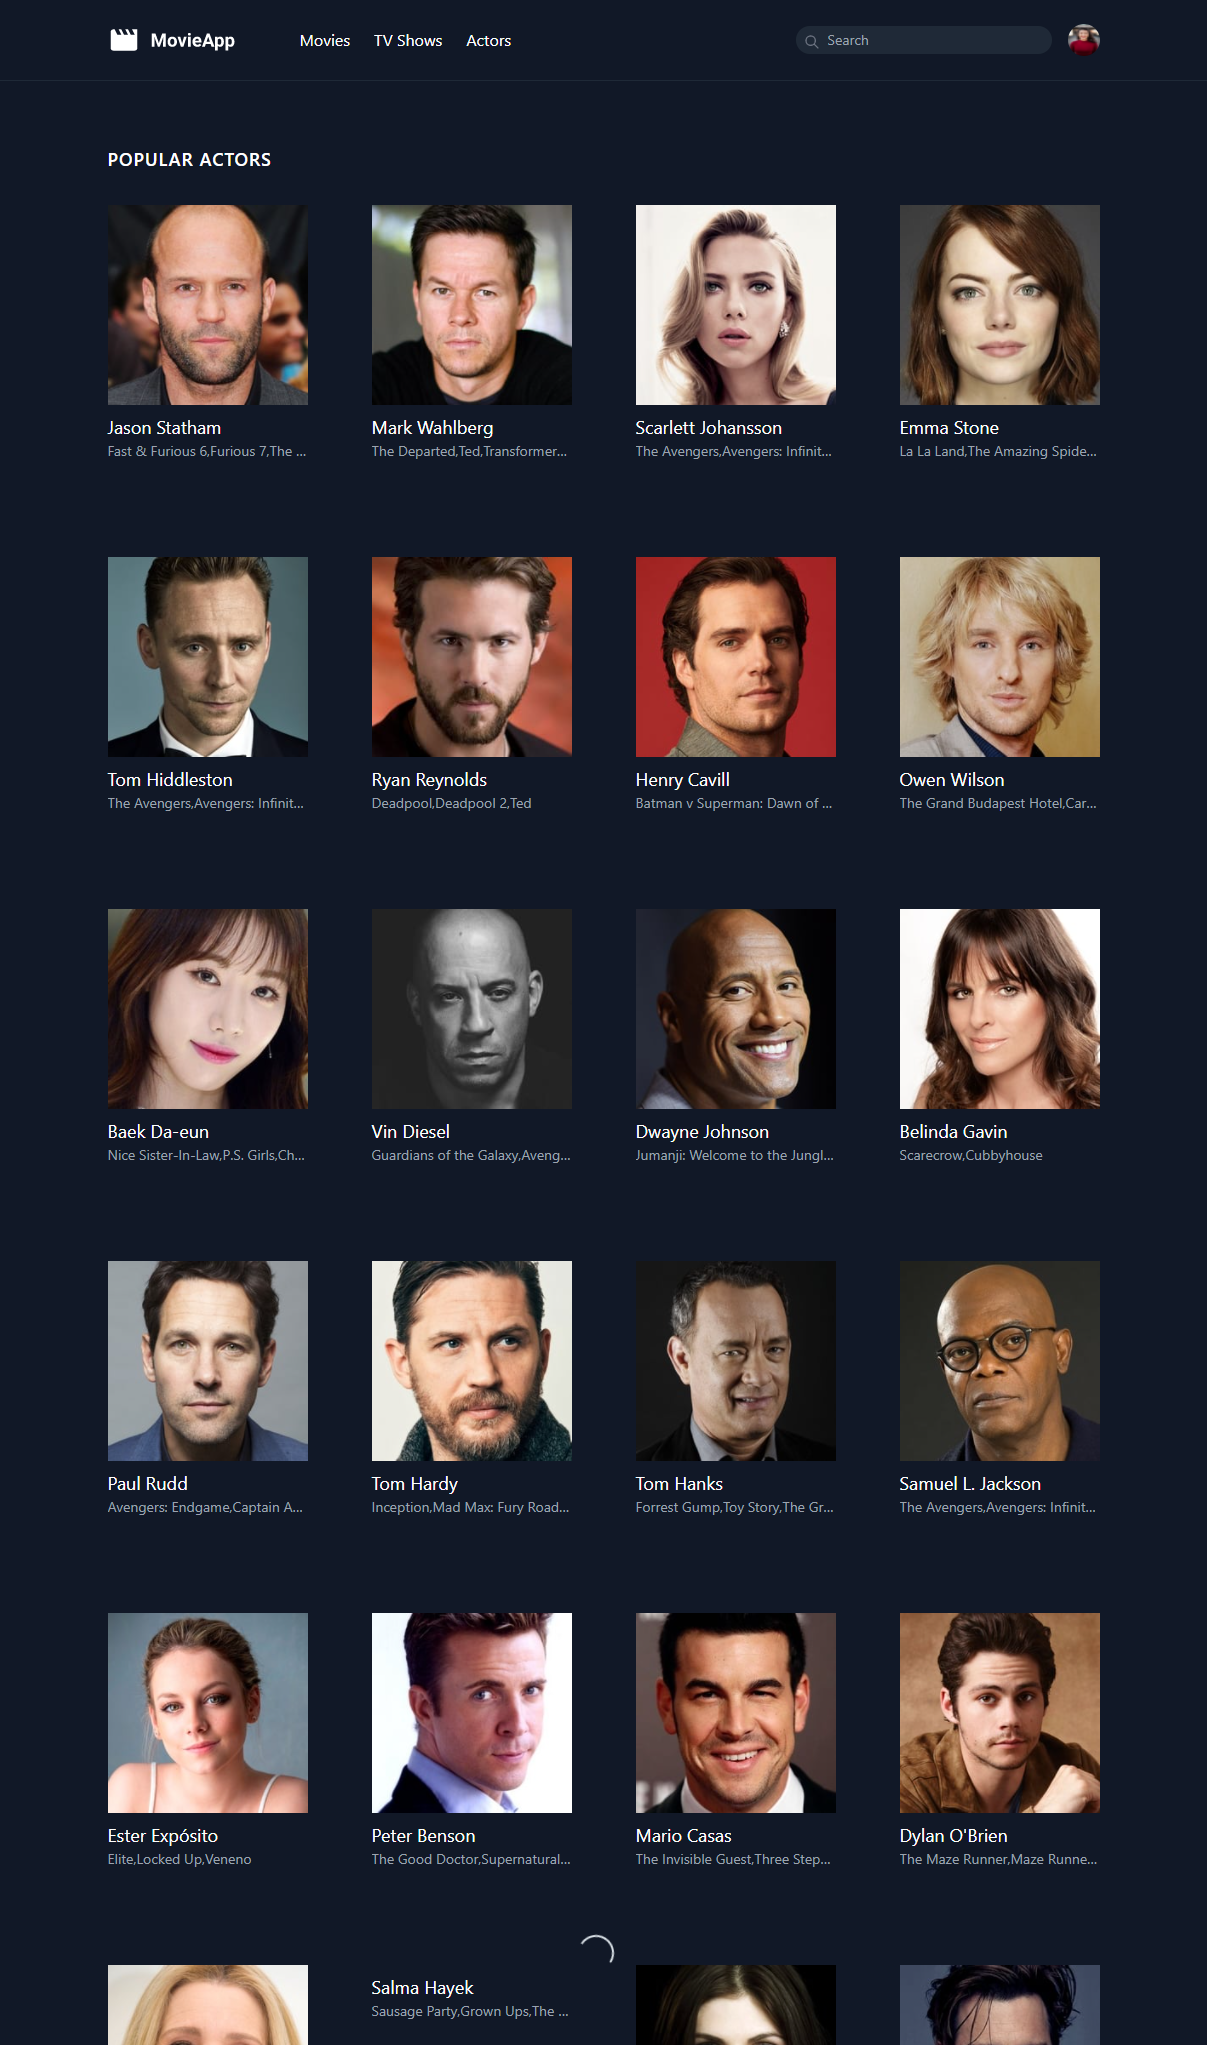 MovieApp
Movies
TV Shows
Actors
Search
POPULAR ACTORS
Jason Statham
Fast & Furious 6,Furious 7,The ...
Mark Wahlberg
The Departed,Ted,Transformer...
Scarlett Johansson
The Avengers,Avengers: Infinit...
Emma Stone
La La Land,The Amazing Spide...
Tom Hiddleston
The Avengers,Avengers: Infinit...
Ryan Reynolds
Deadpool,Deadpool 2,Ted
Henry Cavill
Batman v Superman: Dawn of ...
Owen Wilson
The Grand Budapest Hotel,Car...
Baek Da-eun
Nice Sister-In-Law,P.S. Girls,Ch...
Vin Diesel
Guardians of the Galaxy,Aveng...
Dwayne Johnson
Jumanji: Welcome to the Jungl...
Belinda Gavin
Scarecrow,Cubbyhouse
Paul Rudd
Avengers: Endgame,Captain A...
Tom Hardy
Inception,Mad Max: Fury Road...
Tom Hanks
Forrest Gump,Toy Story,The Gr...
Samuel L. Jackson
The Avengers,Avengers: Infinit...
Ester Expósito
Elite,Locked Up,Veneno
Peter Benson
The Good Doctor,Supernatural...
Mario Casas
The Invisible Guest,Three Step...
Dylan O'Brien
The Maze Runner,Maze Runne...
Salma Hayek
Sausage Party,Grown Ups,The ...